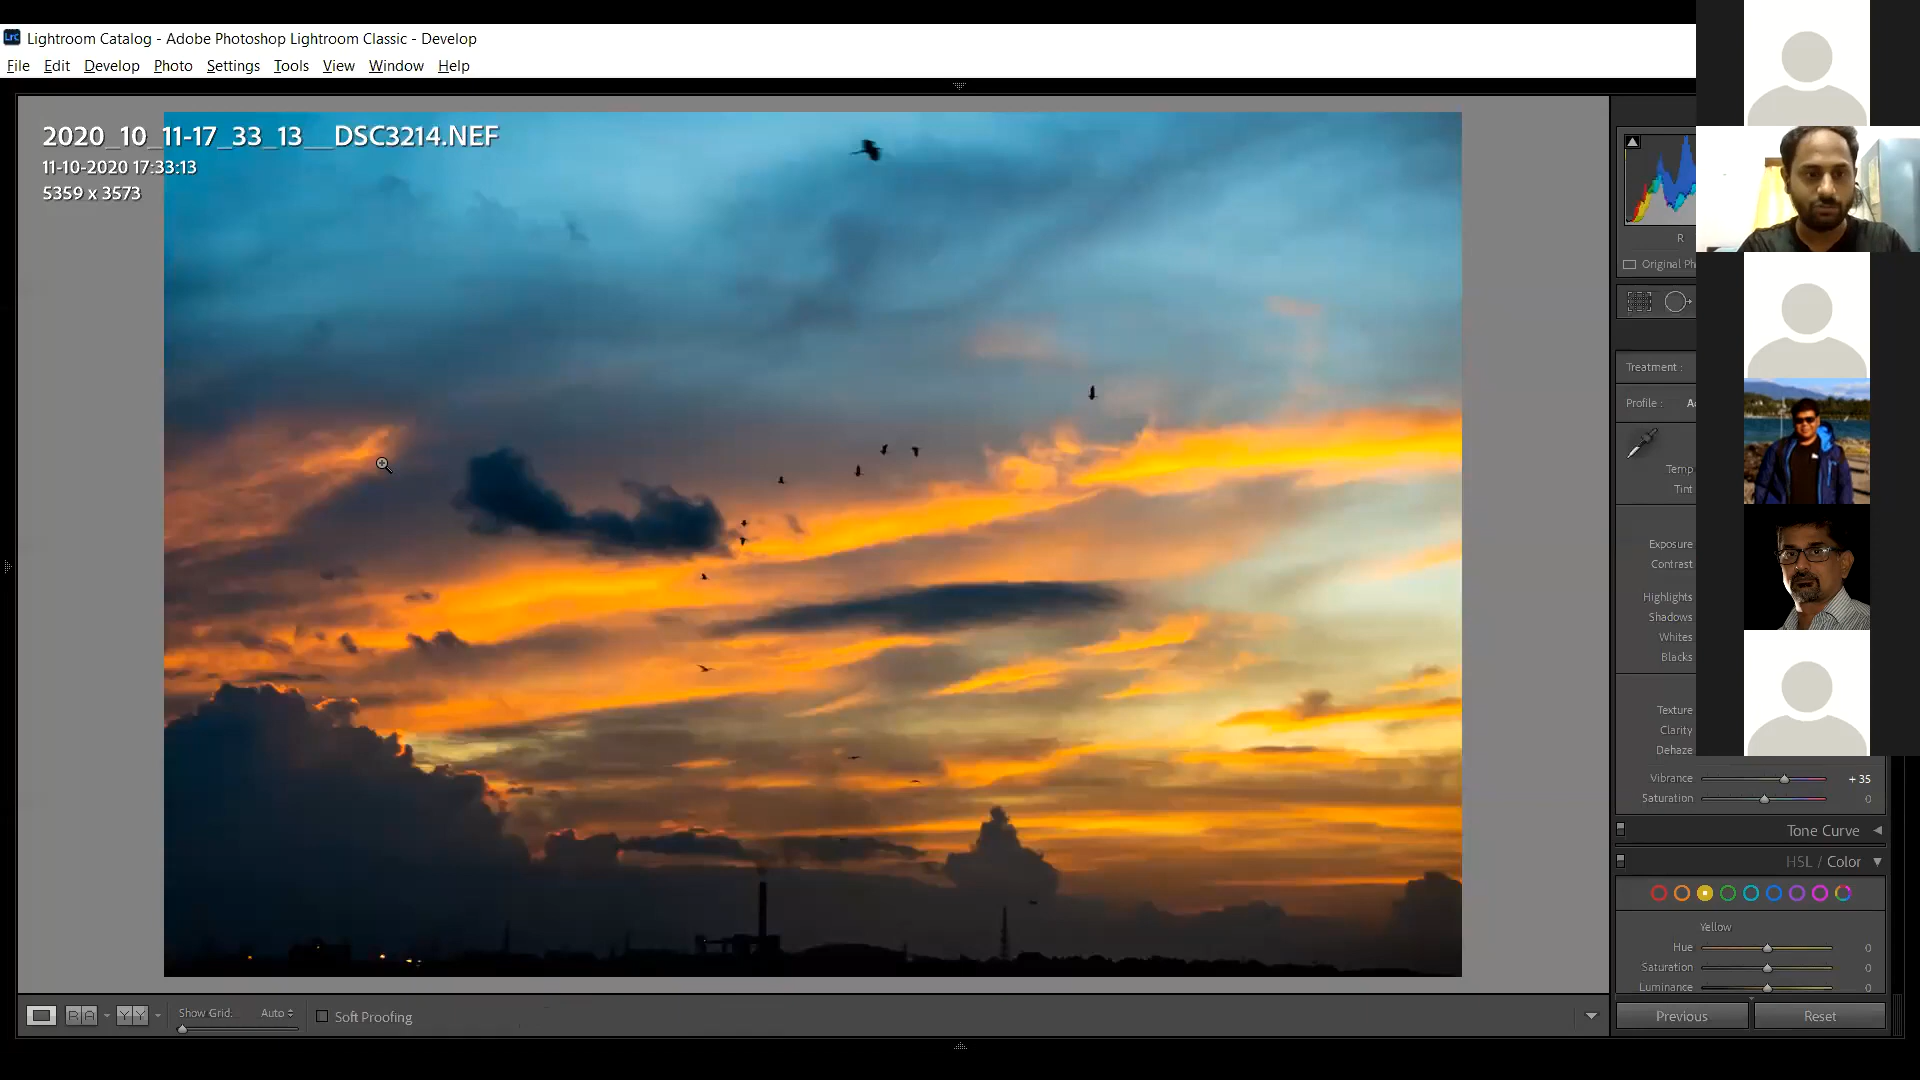 Lrc Lightroom Catalog - Adobe Photoshop Lightroom Classic - Develop
File Edit Develop Photo Settings Tools View Window Help
2020_10_11-17_33_13__DSC3214.NEF
11-10-2020 17:33:13
5359 x 3573
R
Original Ph
Treatment :
Profile : A
Temp
Tint
Exposure
Contrast
Highlights
Shadows
Whites
Blacks
Texture
Clarity
Dehaze
Vibrance + 35
Saturation 0
Tone Curve
HSL / Color
Yellow
Hue 0
Saturation 0
Luminance 0
R A Y Y Show Grid: Auto Soft Proofing
Previous Reset